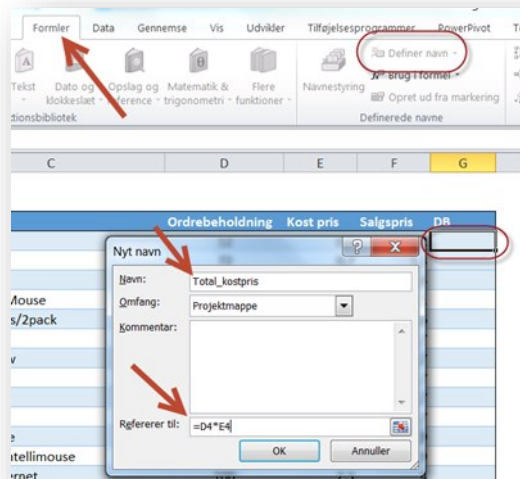 Formler Data Gennemse Vis Udvikler Tilføjelsesprogrammer PowerPivot
Tekst Dato og klokkeslæt Opslag og reference Matematik & trigonometri Flere funktioner Navnestyring
Definer navn
Brug i formel
Opret ud fra markering
Definerede navne
C D E F G
Ordrebeholdning Kost pris Salgspris DB
Nyt navn
Navn: Total_kostpris
Omfang: Projektmappe
Kommentar:
Mouse
s/2pack
Refererer til: =D4*E4
OK Annuller
ntellimouse
ernet